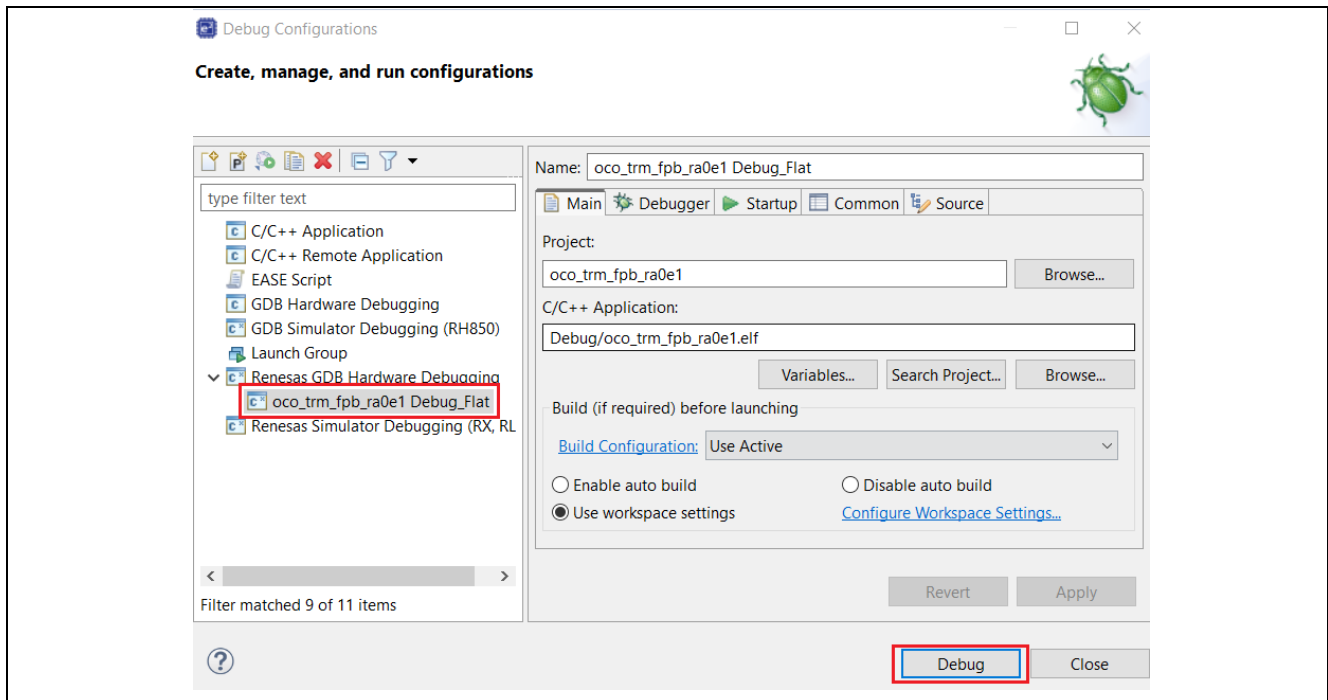 Debug Configurations
Create, manage, and run configurations
type filter text
C/C++ Application
C/C++ Remote Application
EASE Script
GDB Hardware Debugging
GDB Simulator Debugging (RH850)
Launch Group
Renesas GDB Hardware Debugging
oco_trm_fpb_ra0e1 Debug_Flat
Renesas Simulator Debugging (RX, RL
Filter matched 9 of 11 items
Name: oco_trm_fpb_ra0e1 Debug_Flat
Main Debugger Startup Common Source
Project:
oco_trm_fpb_ra0e1 Browse...
C/C++ Application:
Debug/oco_trm_fpb_ra0e1.elf
Variables... Search Project... Browse...
Build (if required) before launching
Build Configuration: Use Active
Enable auto build Disable auto build
Use workspace settings Configure Workspace Settings...
Revert Apply
? Debug Close